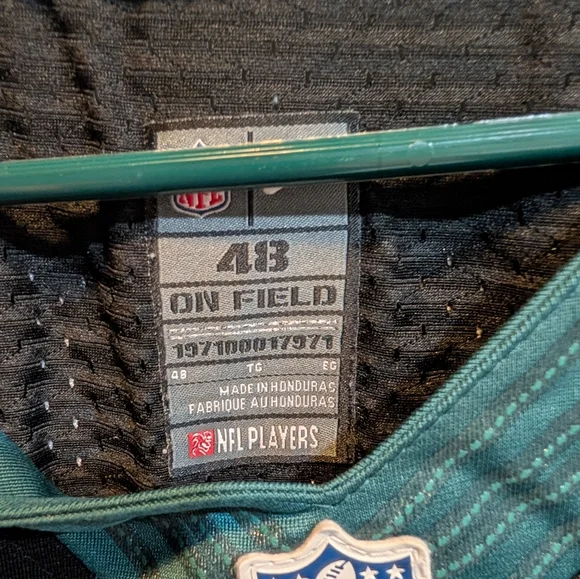 NFL
48
ON FIELD
197100017971
48 TG EG
MADE IN HONDURAS
FABRIQUE AU HONDURAS
NFL PLAYERS